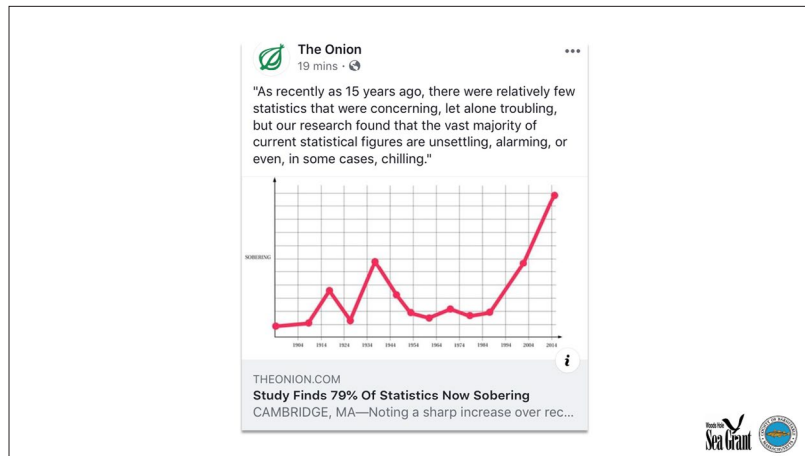 The Onion
19 mins ·
"As recently as 15 years ago, there were relatively few
statistics that were concerning, let alone troubling,
but our research found that the vast majority of
current statistical figures are unsettling, alarming, or
even, in some cases, chilling."
SOBERING
1904 1914 1924 1934 1944 1954 1964 1974 1984 1994 2004 2014
i
THEONION.COM
Study Finds 79% Of Statistics Now Sobering
CAMBRIDGE, MA—Noting a sharp increase over rec...
Woods Hole
Sea Grant